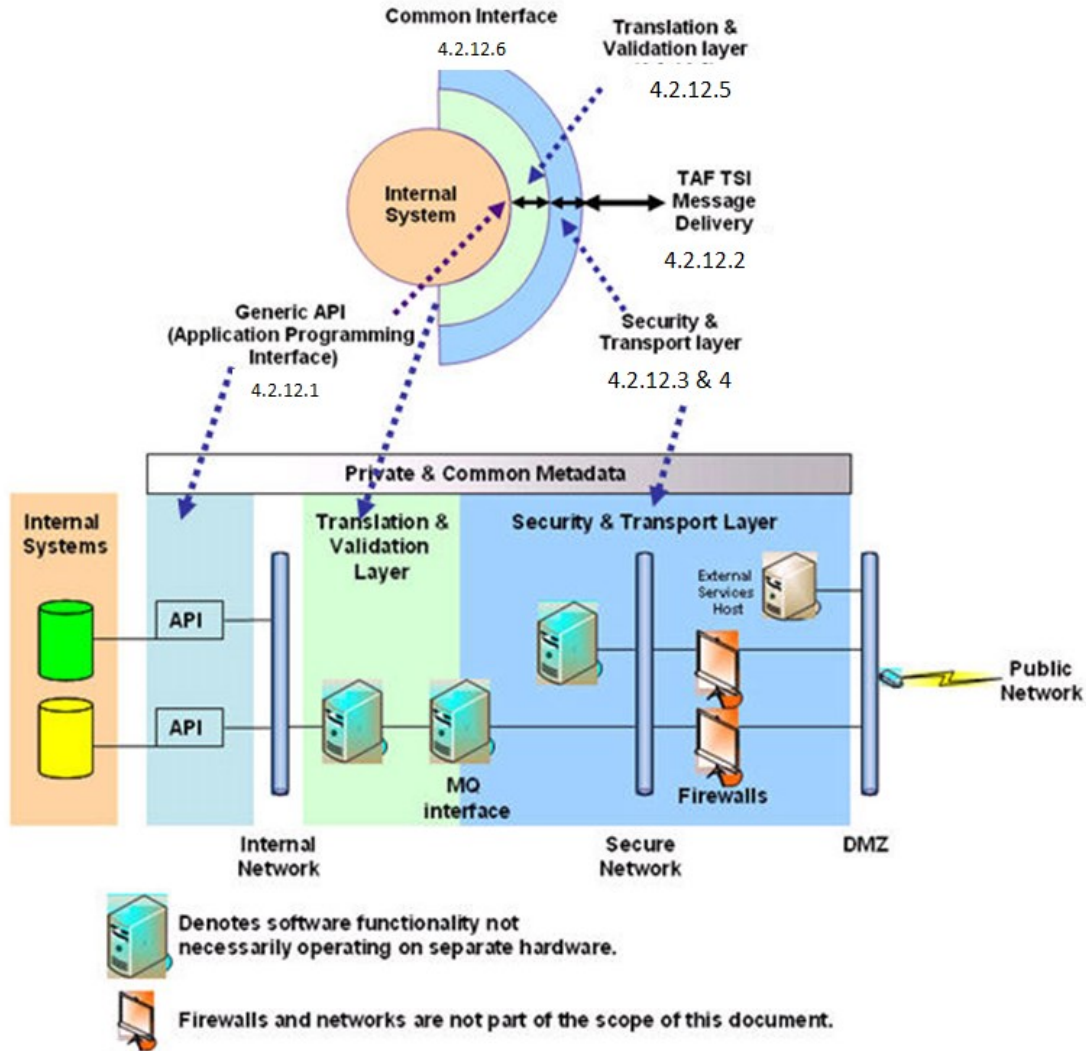 Common Interface
4.2.12.6
Translation &
Validation layer
4.2.12.5
Internal
System
TAF TSI
Message
Delivery
4.2.12.2
Generic API
(Application Programming
Interface)
4.2.12.1
Security &
Transport layer
4.2.12.3 & 4
Private & Common Metadata
Internal
Systems
Translation &
Validation
Layer
Security & Transport Layer
External
Services
Host
API
API
Public
Network
MQ
interface
Firewalls
Internal
Network
Secure
Network
DMZ
Denotes software functionality not
necessarily operating on separate hardware.
Firewalls and networks are not part of the scope of this document.